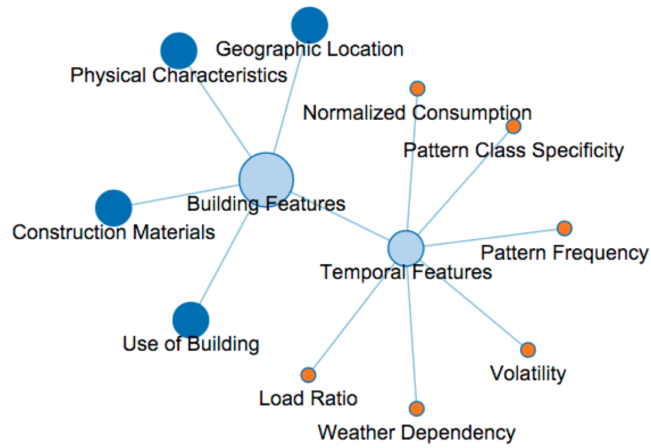 Geographic Location
Physical Characteristics
Normalized Consumption
Pattern Class Specificity
Building Features
Construction Materials
Pattern Frequency
Temporal Features
Use of Building
Volatility
Load Ratio
Weather Dependency